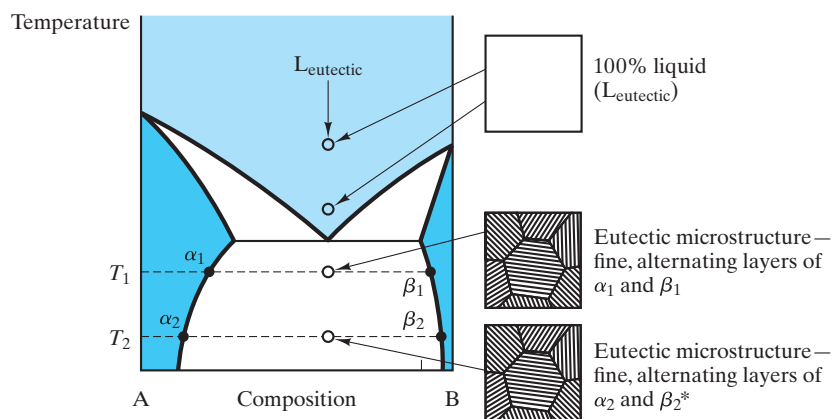 Temperature
L_eutectic
100% liquid
(L_eutectic)
α₁
T₁
β₁
Eutectic microstructure—
fine, alternating layers of
α₁ and β₁
α₂
β₂
T₂
Eutectic microstructure—
fine, alternating layers of
α₂ and β₂*
A
Composition
B